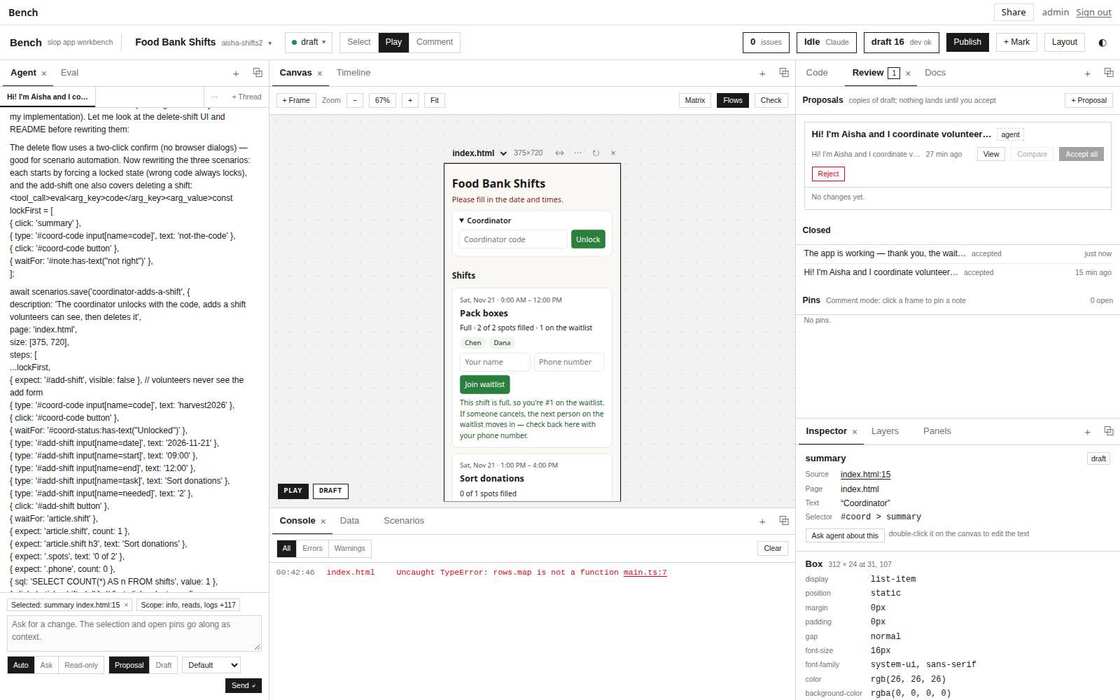 Bench
Share admin Sign out
Bench slop app workbench Food Bank Shifts aisha-shifts2 draft Select Play Comment 0 issues Idle Claude draft 16 dev ok Publish + Mark Layout
Agent × Eval +
Hi! I'm Aisha and I co… ··· + Thread
my implementation). Let me look at the delete-shift UI and
README before rewriting them:
The delete flow uses a two-click confirm (no browser dialogs) —
good for scenario automation. Now rewriting the three scenarios:
each starts by forcing a locked state (wrong code always locks),
and the add-shift one also covers deleting a shift:
<tool_call>eval<arg_key>code</arg_key><arg_value>const
lockFirst = [
{ click: 'summary' },
{ type: '#coord-code input[name=code]', text: 'not-the-code' },
{ click: '#coord-code button' },
{ waitFor: '#note:has-text("not right")' },
];
await scenarios.save('coordinator-adds-a-shift', {
description: 'The coordinator unlocks with the code, adds a shift
volunteers can see, then deletes it',
page: 'index.html',
size: [375, 720],
steps: [
...lockFirst,
{ expect: '#add-shift', visible: false }, // volunteers never see the
add form
{ type: '#coord-code input[name=code]', text: 'harvest2026' },
{ click: '#coord-code button' },
{ waitFor: '#coord-status:has-text("Unlocked")' },
{ type: '#add-shift input[name=date]', text: '2026-11-21' },
{ type: '#add-shift input[name=start]', text: '09:00' },
{ type: '#add-shift input[name=end]', text: '12:00' },
{ type: '#add-shift input[name=task]', text: 'Sort donations' },
{ type: '#add-shift input[name=needed]', text: '2' },
{ click: '#add-shift button' },
{ waitFor: 'article.shift' },
{ expect: 'article.shift', count: 1 },
{ expect: 'article.shift h3', text: 'Sort donations' },
{ expect: '.spots', text: '0 of 2' },
{ expect: '.phone', count: 0 },
{ sql: 'SELECT COUNT(*) AS n FROM shifts', value: 1 },
Selected: summary index.html:15 × Scope: info, reads, logs +117
Ask for a change. The selection and open pins go along as
context.
Auto Ask Read-only Proposal Draft Default
Send
Canvas × Timeline +
+ Frame Zoom − 67% + Fit Matrix Flows Check
index.html 375×720 ··· ×
Food Bank Shifts
Please fill in the date and times.
▼ Coordinator
Coordinator code Unlock
Shifts
Sat, Nov 21 · 9:00 AM – 12:00 PM
Pack boxes
Full · 2 of 2 spots filled · 1 on the waitlist
Chen Dana
Your name Phone number
Join waitlist
This shift is full, so you're #1 on the waitlist.
If someone cancels, the next person on the
waitlist moves in — check back here with
your phone number.
Sat, Nov 21 · 1:00 PM – 4:00 PM
Sort donations
0 of 1 spots filled
PLAY DRAFT
Console × Data Scenarios +
All Errors Warnings Clear
00:42:46 index.html Uncaught TypeError: rows.map is not a function main.ts:7
Code Review 1 × Docs +
Proposals copies of draft; nothing lands until you accept + Proposal
Hi! I'm Aisha and I coordinate volunteer… agent
Hi! I'm Aisha and I coordinate v… 27 min ago View Compare Accept all
Reject
No changes yet.
Closed
The app is working — thank you, the wait… accepted just now
Hi! I'm Aisha and I coordinate volunteer… accepted 15 min ago
Pins Comment mode: click a frame to pin a note 0 open
No pins.
Inspector × Layers Panels +
summary draft
Source index.html:15
Page index.html
Text “Coordinator”
Selector #coord > summary
Ask agent about this double-click it on the canvas to edit the text
Box 312 × 24 at 31, 107
display list-item
position static
margin 0px
padding 0px
gap normal
font-size 16px
font-family system-ui, sans-serif
color rgb(26, 26, 26)
background-color rgba(0, 0, 0, 0)